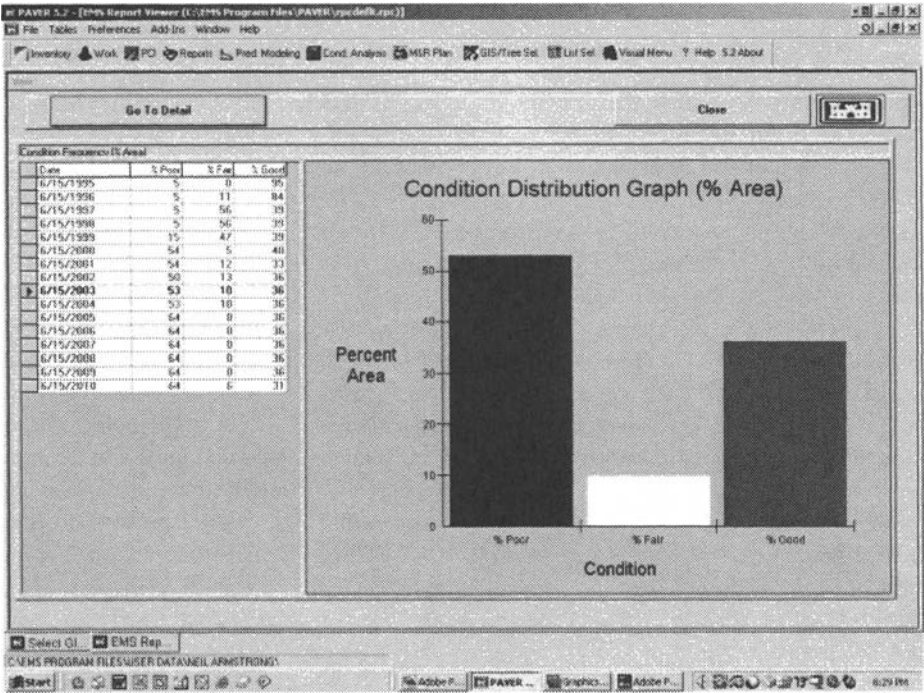 PAVER 5.2 - [EMS Report Viewer (C:\EMS Program Files\PAVER\rpcdeflt.rpc)]
File Tables Preferences Add-Ins Window Help
Inventory Work PCI Reports Pred. Modeling Cond. Analysis M&R Plan GIS/Tree Sel. List Sel. Visual Menu ? Help 5.2 About
Go To Detail Close
Condition Frequency (% Area)
Date % Poor % Fair % Good
6/15/1995 5 0 95
6/15/1996 5 11 84
6/15/1997 5 56 39
6/15/1998 5 56 39
6/15/1999 15 47 39
6/15/2000 54 5 40
6/15/2001 54 12 33
6/15/2002 50 13 36
6/15/2003 53 10 36
6/15/2004 53 10 36
6/15/2005 64 0 36
6/15/2006 64 0 36
6/15/2007 64 0 36
6/15/2008 64 0 36
6/15/2009 64 0 36
6/15/2010 64 6 31
Condition Distribution Graph (% Area)
60
50
40
30
20
10
0
Percent
Area
% Poor % Fair % Good
Condition
Select GI... EMS Rep...
C:\EMS PROGRAM FILES\USER DATA\NEIL ARMSTRONG\
Start Adobe P... PAVER ... Graphics... Adobe P... 8:29 PM